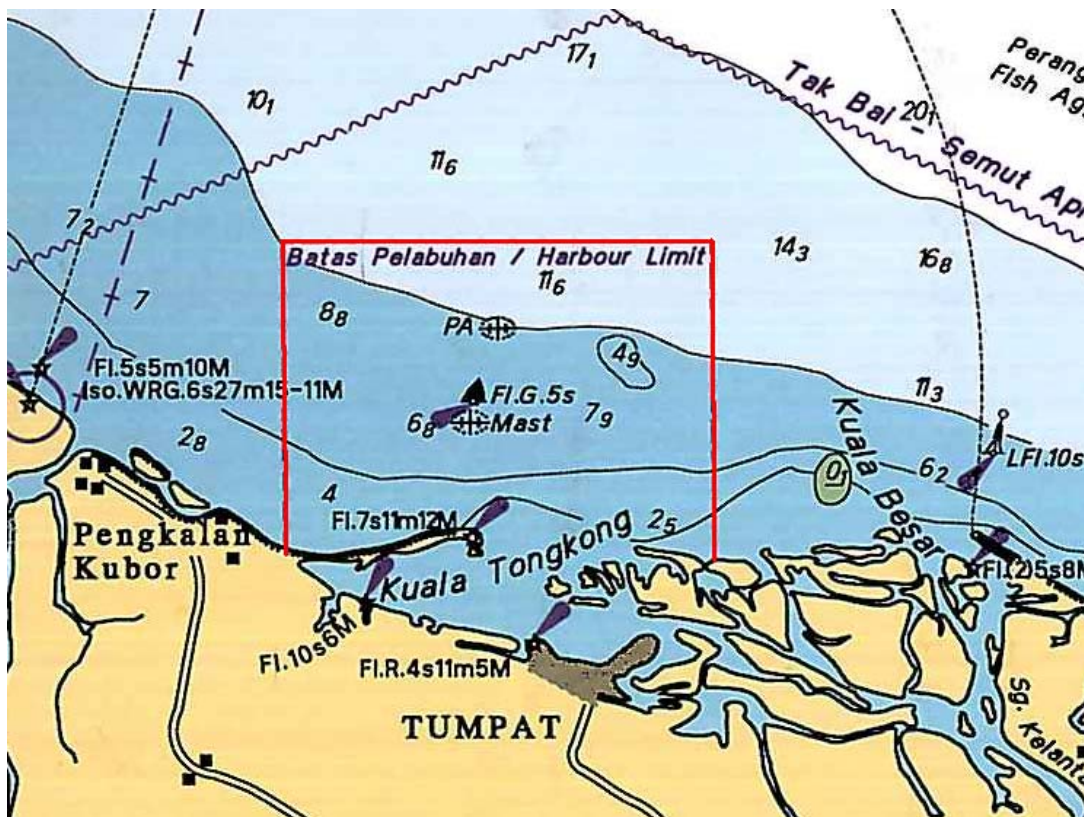 Perang
Fish Ag
17₁
Tak Bai - Semut Api
20₁
10₁
11₆
7₂
14₃
16₈
Batas Pelabuhan / Harbour Limit
11₆
7
8₈
PA
4₉
Fl.5s5m10M
Iso.WRG.6s27m15-11M
Fl.G.5s
11₃
6₈
Mast
7₉
2₈
Kuala Besar
LFl.10s
6₂
10
4
Fl.7s11m12M
2₅
Pengkalan
Kubor
Kuala Tongkong
Fl.(2)5s8M
Fl.10s6M
Fl.R.4s11m5M
TUMPAT
Sg. Kelanta